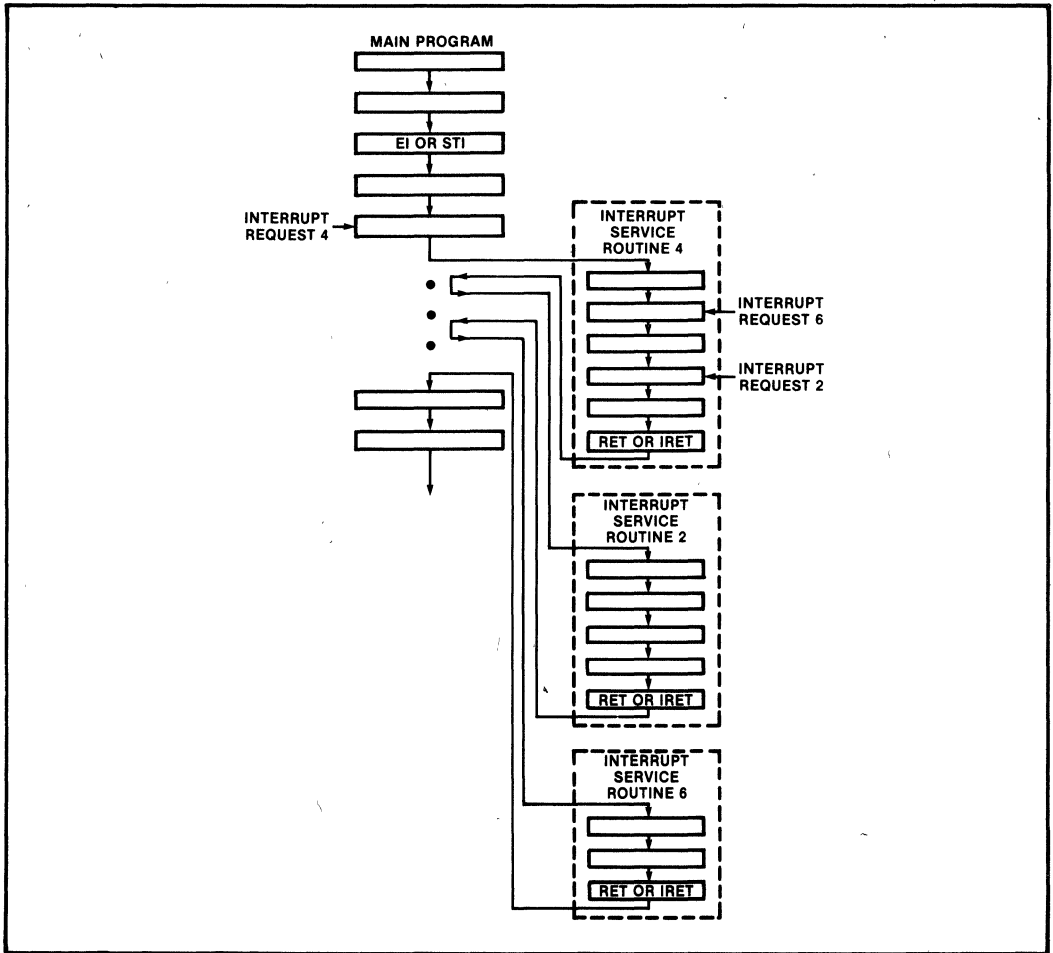 MAIN PROGRAM
EI OR STI
INTERRUPT
REQUEST 4
INTERRUPT
SERVICE
ROUTINE 4
INTERRUPT
REQUEST 6
INTERRUPT
REQUEST 2
RET OR IRET
INTERRUPT
SERVICE
ROUTINE 2
RET OR IRET
INTERRUPT
SERVICE
ROUTINE 6
RET OR IRET